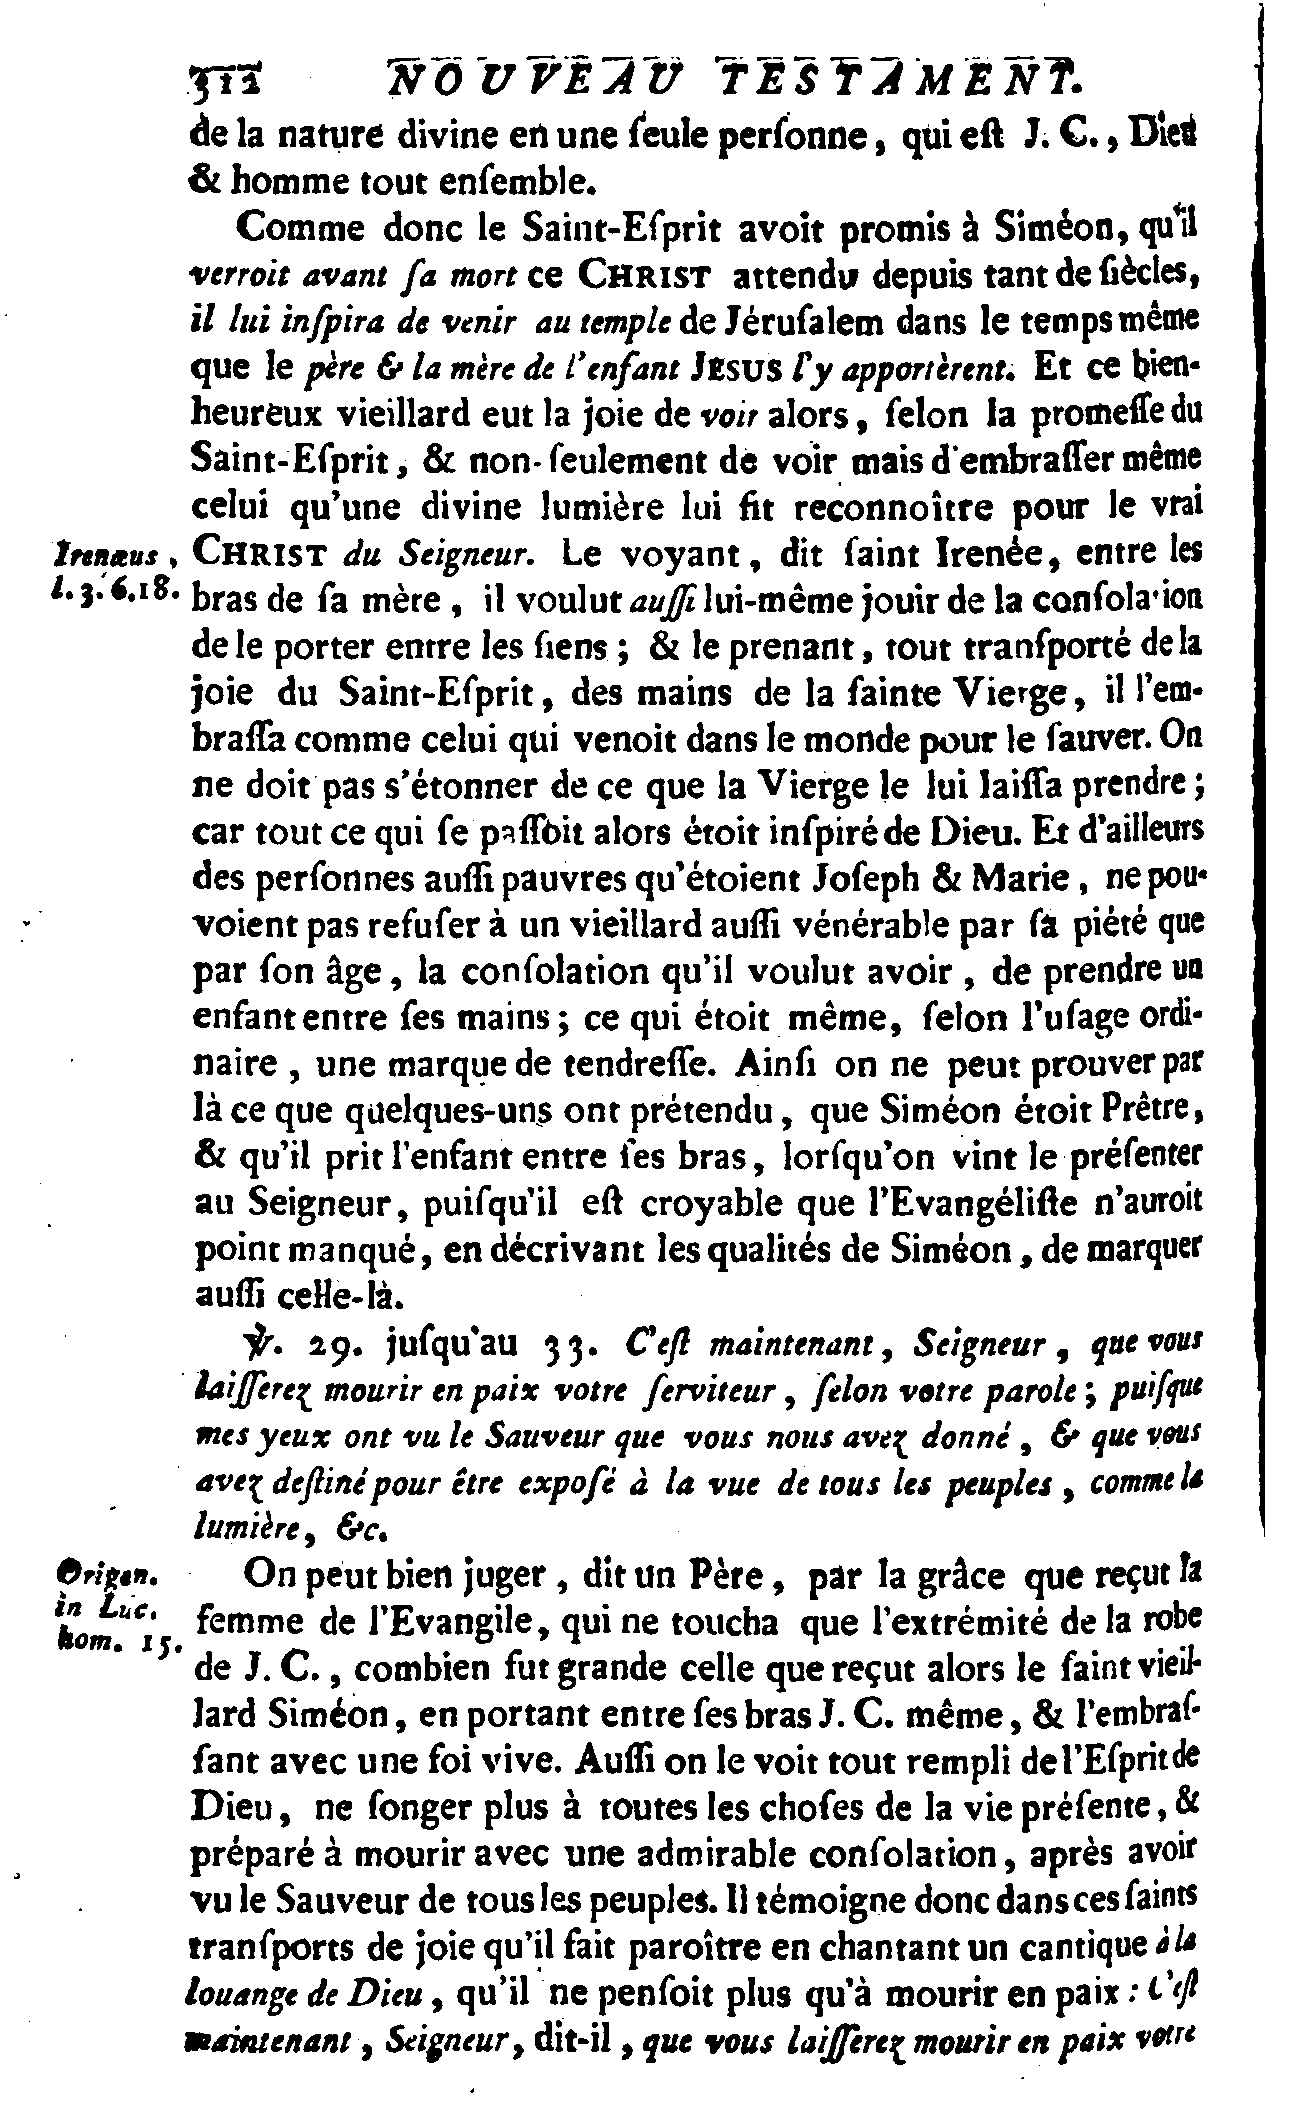 312 NOUVEAU TESTAMENT.
de la nature divine en une ſeule perſonne, qui eſt J. C., Dieu
& homme tout enſemble.
Comme donc le Saint-Eſprit avoit promis à Siméon, qu'il
verroit avant ſa mort ce CHRIST attendu depuis tant de ſiècles,
il lui inſpira de venir au temple de Jéruſalem dans le temps même
que le père & la mère de l'enfant JESUS l'y apportèrent. Et ce bien-
heureux vieillard eut la joie de voir alors, ſelon la promeſſe du
Saint-Eſprit, & non-ſeulement de voir mais d'embraſſer même
celui qu'une divine lumière lui fit reconnoître pour le vrai
Irenæus, CHRIST du Seigneur. Le voyant, dit ſaint Irenée, entre les
l. 3. 6. 18. bras de ſa mère, il voulut auſſi lui-même jouir de la conſolation
de le porter entre les ſiens; & le prenant, tout tranſporté de la
joie du Saint-Eſprit, des mains de la ſainte Vierge, il l'em-
braſſa comme celui qui venoit dans le monde pour le ſauver. On
ne doit pas s'étonner de ce que la Vierge le lui laiſſa prendre;
car tout ce qui ſe paſſoit alors étoit inſpiré de Dieu. Et d'ailleurs
des perſonnes auſſi pauvres qu'étoient Joſeph & Marie, ne pou-
voient pas refuſer à un vieillard auſſi vénérable par ſa piété que
par ſon âge, la conſolation qu'il voulut avoir, de prendre un
enfant entre ſes mains; ce qui étoit même, ſelon l'uſage ordi-
naire, une marque de tendreſſe. Ainſi on ne peut prouver par
là ce que quelques-uns ont prétendu, que Siméon étoit Prêtre,
& qu'il prit l'enfant entre ſes bras, lorſqu'on vint le préſenter
au Seigneur, puiſqu'il eſt croyable que l'Evangéliſte n'auroit
point manqué, en décrivant les qualités de Siméon, de marquer
auſſi celle-là.
℣. 29. juſqu'au 33. C'eſt maintenant, Seigneur, que vous
laiſſerez mourir en paix votre ſerviteur, ſelon votre parole; puiſque
mes yeux ont vu le Sauveur que vous nous avez donné, & que vous
avez deſtiné pour être expoſé à la vue de tous les peuples, comme la
lumière, &c.
Origen. On peut bien juger, dit un Père, par la grâce que reçut la
in Luc. femme de l'Evangile, qui ne toucha que l'extrémité de la robe
hom. 15. de J. C., combien fut grande celle que reçut alors le ſaint vieil-
lard Siméon, en portant entre ſes bras J. C. même, & l'embraſ-
ſant avec une foi vive. Auſſi on le voit tout rempli de l'Eſprit de
Dieu, ne ſonger plus à toutes les choſes de la vie préſente, &
préparé à mourir avec une admirable conſolation, après avoir
vu le Sauveur de tous les peuples. Il témoigne donc dans ces ſaints
tranſports de joie qu'il fait paroître en chantant un cantique à la
louange de Dieu, qu'il ne penſoit plus qu'à mourir en paix: C'eſt
maintenant, Seigneur, dit-il, que vous laiſſerez mourir en paix votre